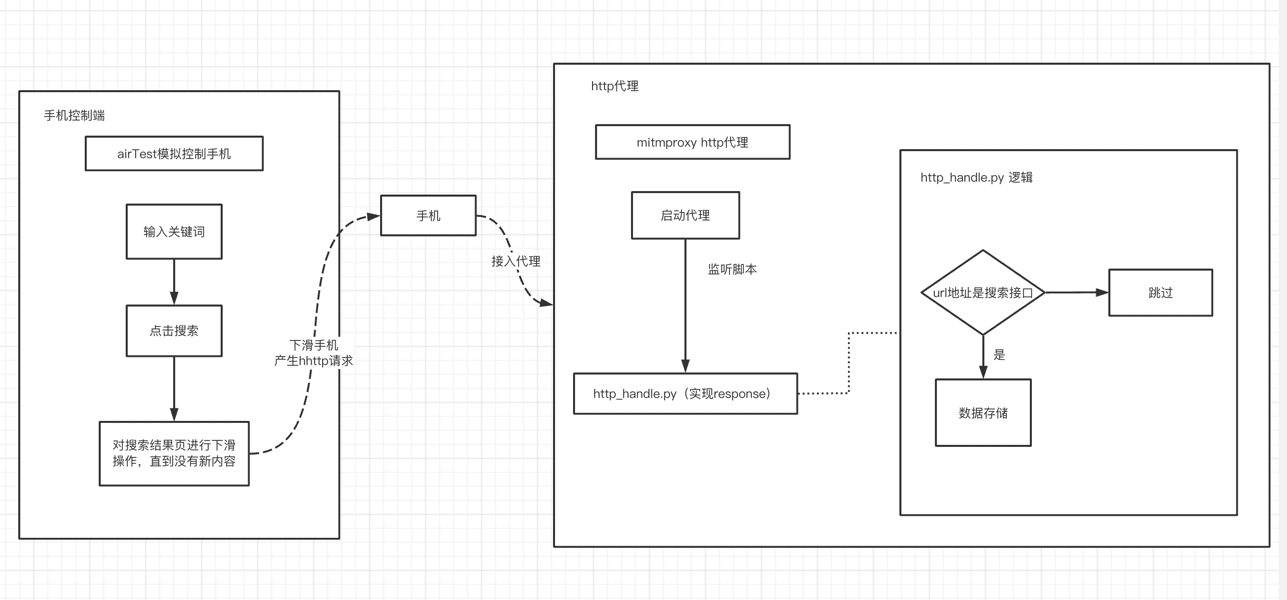 手机控制端
airTest模拟控制手机
输入关键词
点击搜索
对搜索结果页进行下滑
操作，直到没有新内容
下滑手机
产生hhttp请求
手机
接入代理
http代理
mitmproxy http代理
启动代理
监听脚本
http_handle.py（实现response）
http_handle.py 逻辑
url地址是搜索接口
跳过
是
数据存储